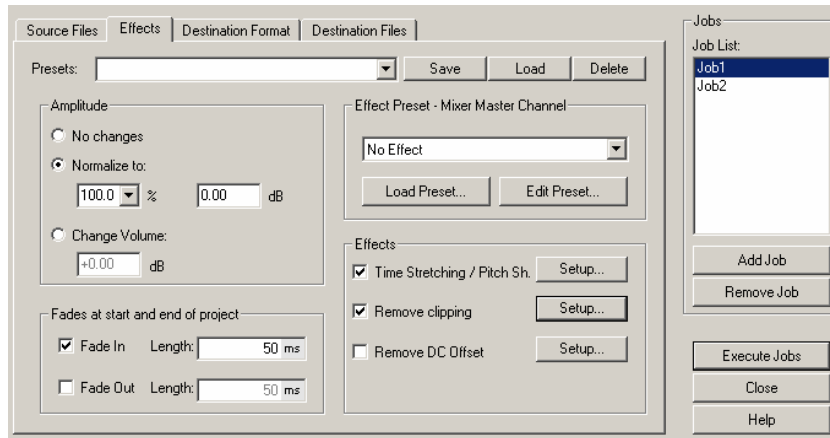 Source Files
Effects
Destination Format
Destination Files
Presets:
Save
Load
Delete
Amplitude
No changes
Normalize to:
100.0 %
0.00 dB
Change Volume:
+0.00 dB
Fades at start and end of project
Fade In Length: 50 ms
Fade Out Length: 50 ms
Effect Preset - Mixer Master Channel
No Effect
Load Preset...
Edit Preset...
Effects
Time Stretching / Pitch Sh. Setup...
Remove clipping Setup...
Remove DC Offset Setup...
Jobs
Job List:
Job1
Job2
Add Job
Remove Job
Execute Jobs
Close
Help